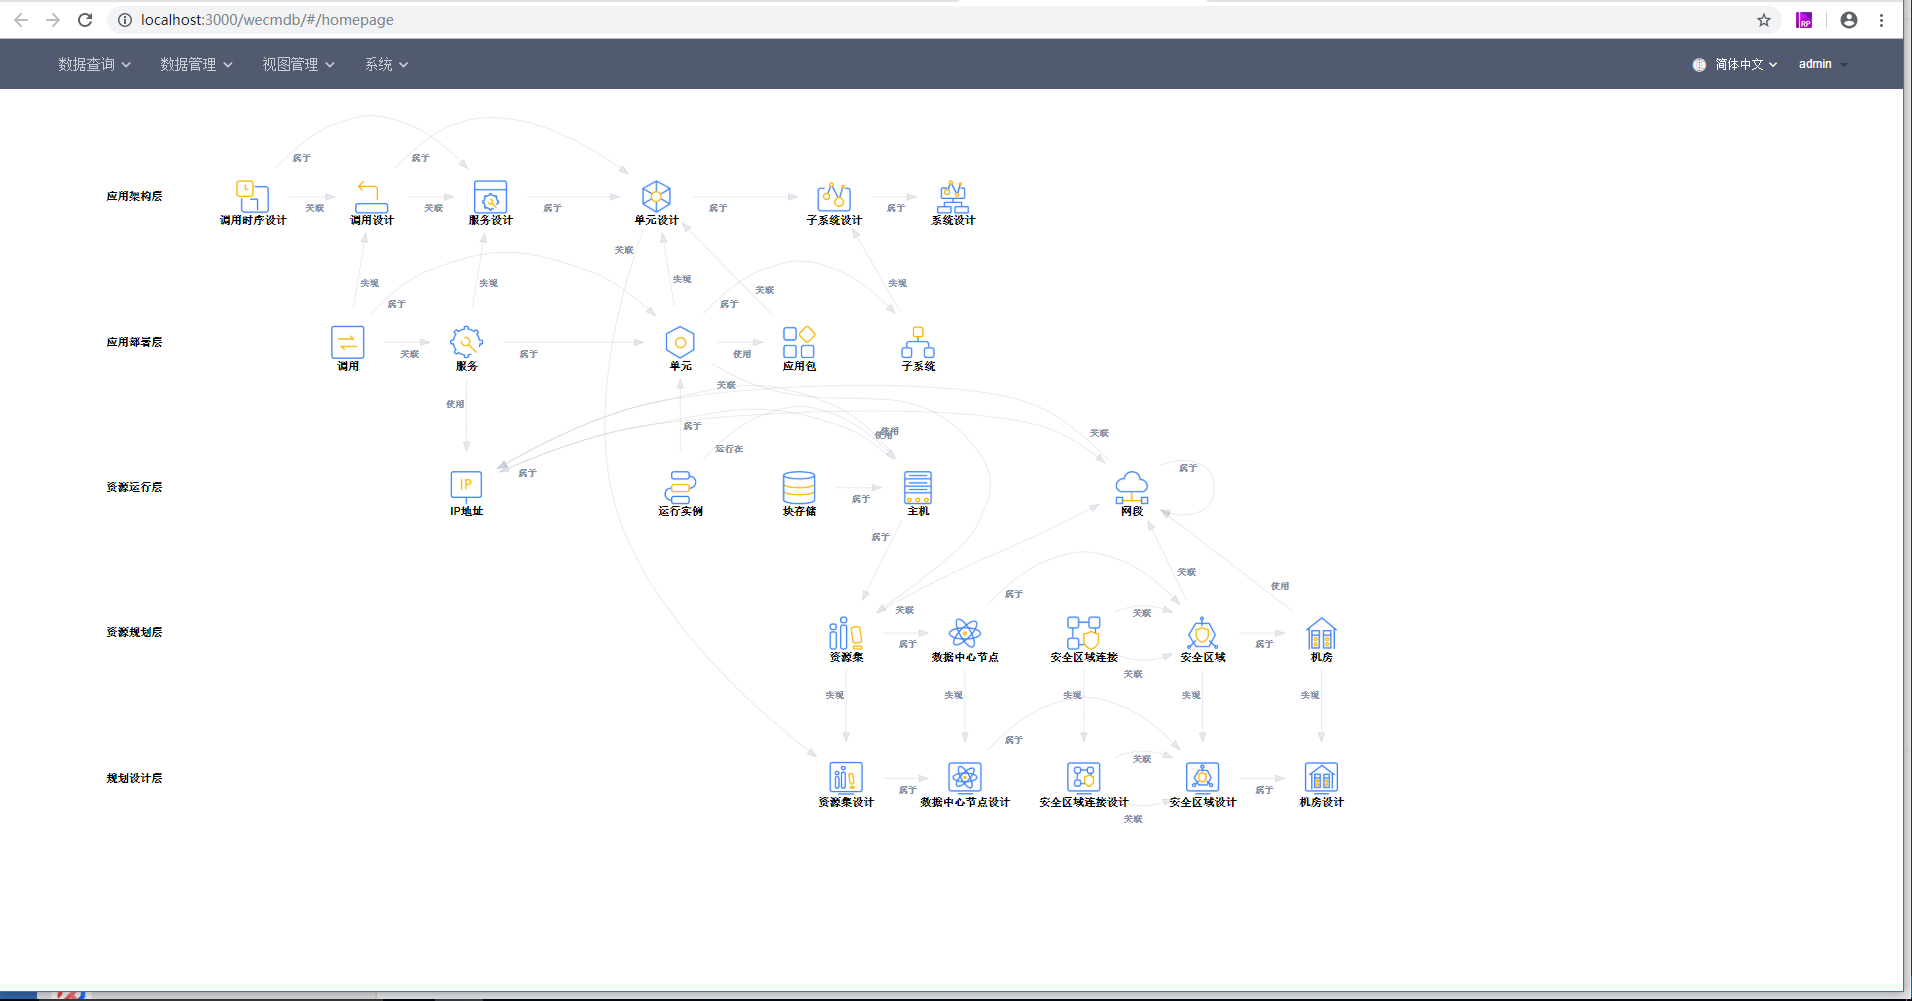 localhost:3000/wecmdb/#/homepage
RP
数据查询 数据管理 视图管理 系统 简体中文 admin
属于 属于
应用架构层
关联 关联 属于 属于 属于
调用时序设计 调用设计 服务设计 单元设计 子系统设计 系统设计
关联
实现 实现 实现 关联 实现
属于 属于
应用部署层
关联 属于 使用
调用 服务 单元 应用包 子系统
关联
使用
属于 使用 使用 关联
运行在 属于 属于
资源运行层
IP
属于
IP地址 运行实例 块存储 主机 网段
属于
关联 使用
属于
关联 关联
资源规划层
属于 属于
资源集 数据中心节点 安全区域连接 安全区域 机房
关联
实现 实现 实现 实现 实现
属于
关联
规划设计层
属于 属于
资源集设计 数据中心节点设计 安全区域连接设计 安全区域设计 机房设计
关联